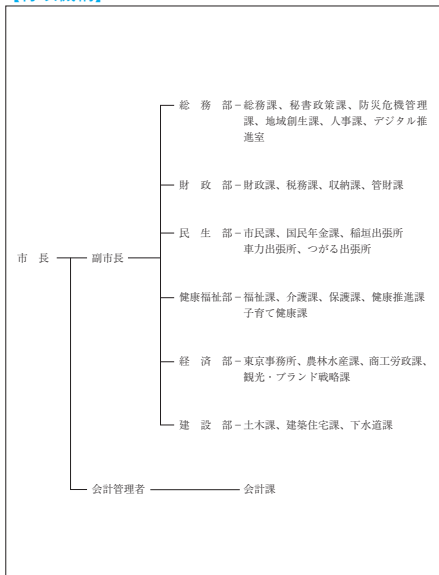 総務部－総務課、秘書政策課、防災危機管理
課、地域創生課、人事課、デジタル推
進室
財政部－財政課、税務課、収納課、管財課
民生部－市民課、国民年金課、稲垣出張所
車力出張所、つがる出張所
市長
副市長
健康福祉部－福祉課、介護課、保護課、健康推進課
子育て健康課
経済部－東京事務所、農林水産課、商工労政課、
観光・ブランド戦略課
建設部－土木課、建築住宅課、下水道課
会計管理者
会計課